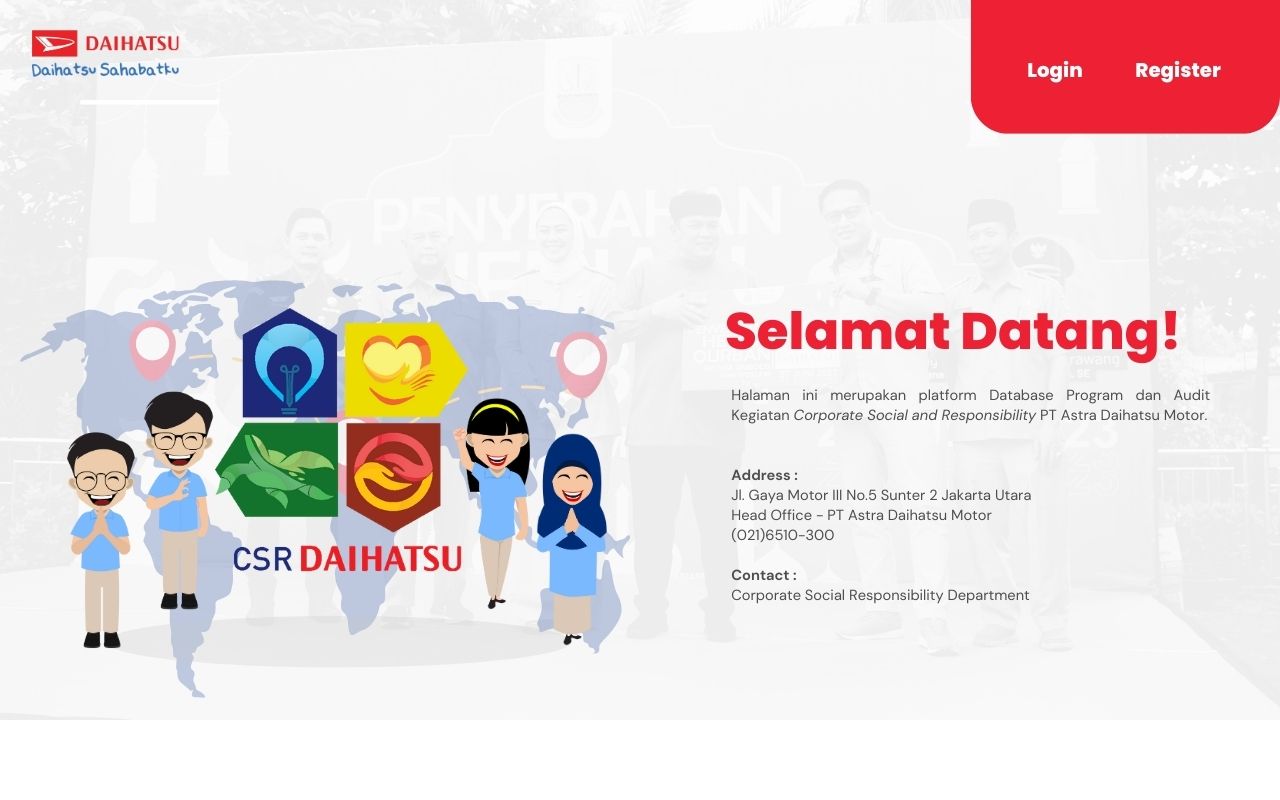 DAIHATSU
Daihatsu Sahabatku
Login Register
PENYERAHAN
Selamat Datang!
Halaman ini merupakan platform Database Program dan Audit
Kegiatan Corporate Social and Responsibility PT Astra Daihatsu Motor.
Address :
Jl. Gaya Motor III No.5 Sunter 2 Jakarta Utara
Head Office - PT Astra Daihatsu Motor
(021)6510-300
Contact :
Corporate Social Responsibility Department
CSR DAIHATSU